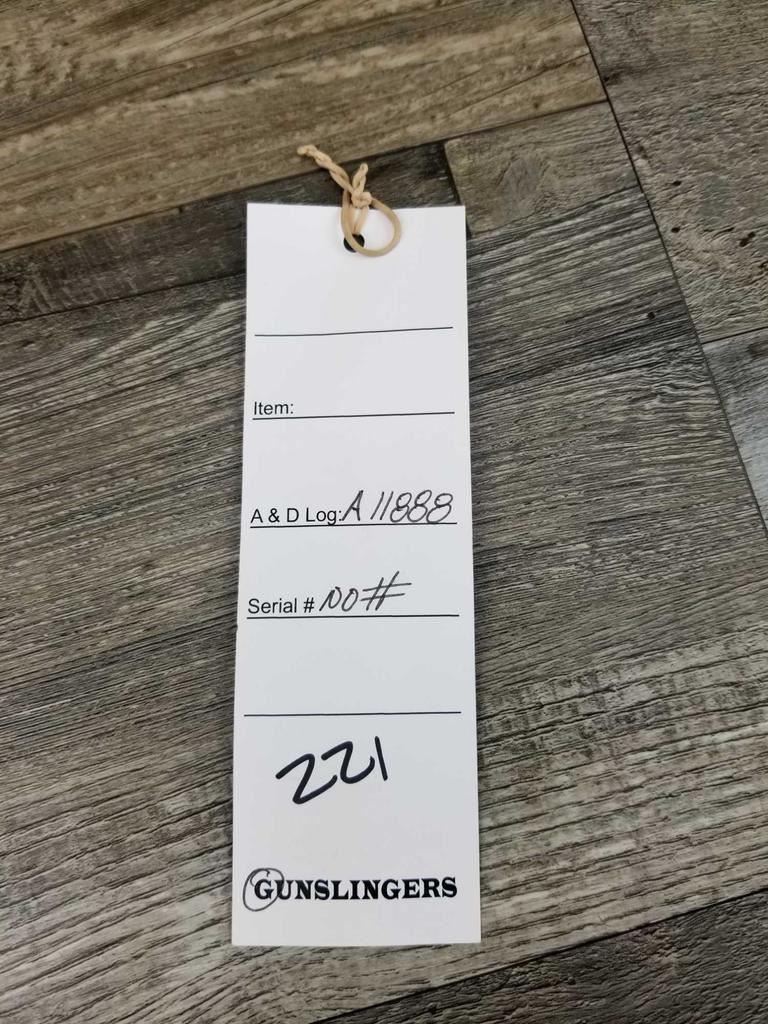 Item:
A & D Log: A 11888
Serial # NO#
221
GUNSLINGERS